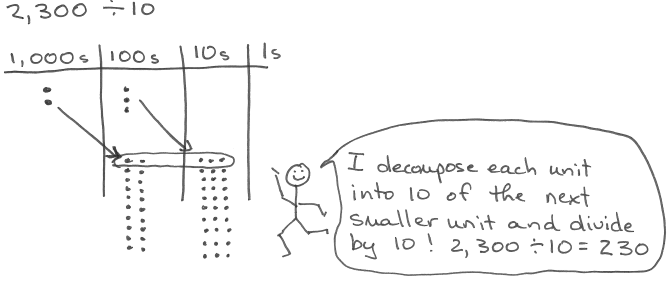 2,300 ÷10
1,000s 100s 10s 1s
I decompose each unit
into 10 of the next
smaller unit and divide
by 10 ! 2,300 ÷10 = 230